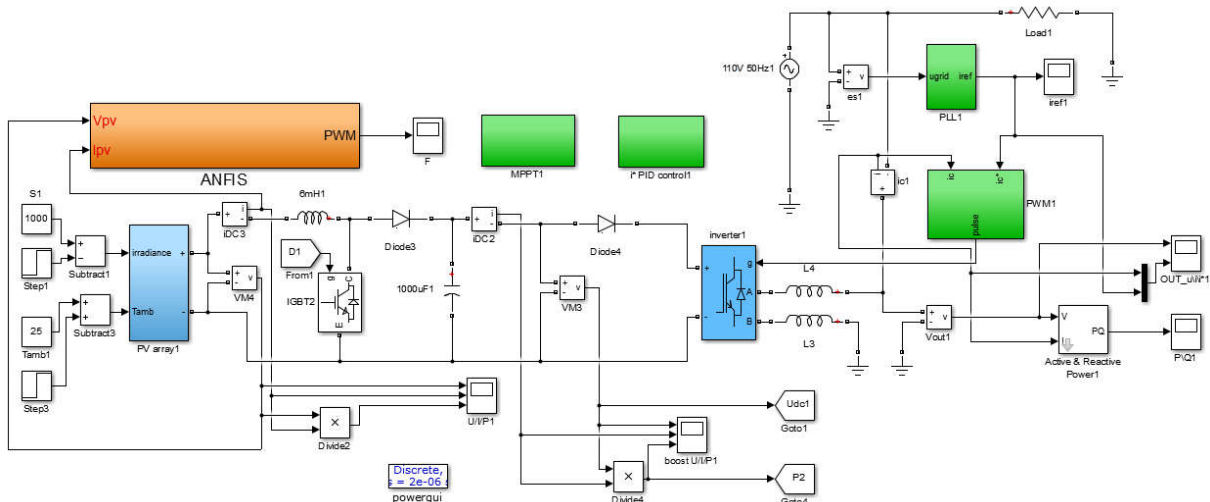 Load1
110V 50Hz1
+
-
v
es1
ugrid
iref
PLL1
iref1
Vpv
Ipv
PWM
ANFIS
F
MPPT1
i* PID control1
ic
ic*
pulse
PWM1
ic1
S1
1000
Step1
Subtract1
25
Tamb1
Subtract3
Step3
irradiance
Tamb
+
-
PV array1
+
-
i
iDC3
+
-
v
VM4
6mH1
D1
From1
g
C
E
IGBT2
Diode3
1000uF1
+
-
i
iDC2
Diode4
+
-
v
VM3
inverter1
g
+
-
A
B
L4
L3
+
-
v
Vout1
OUT_u\i\i*1
V
I
PQ
Active & Reactive
Power1
P\Q1
U/I/P1
×
Divide2
boost U/I/P1
×
Divide4
Udc1
Goto1
P2
Goto4
Discrete,
s = 2e-06 s
powergui